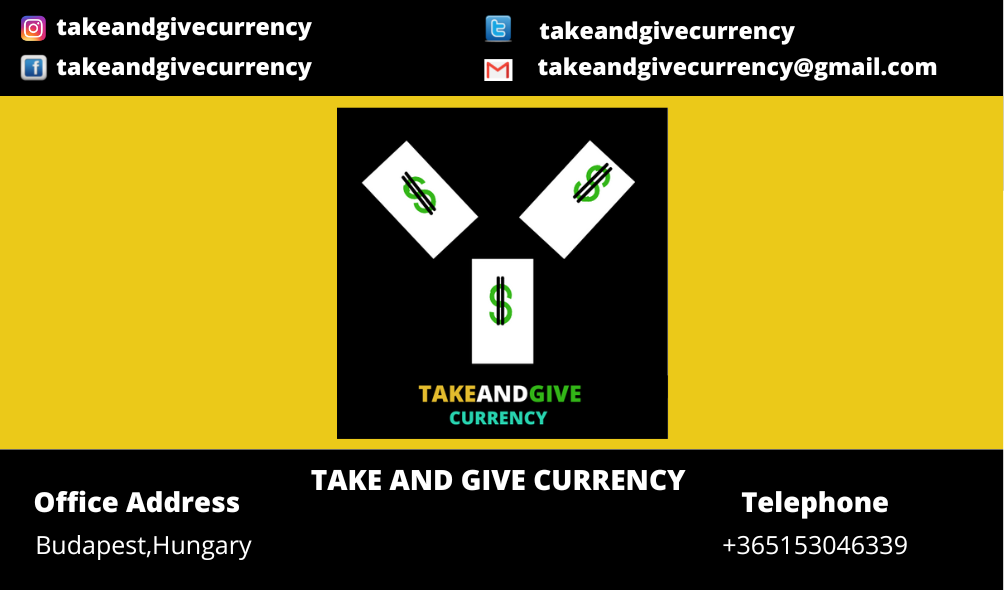 takeandgivecurrency
takeandgivecurrency
takeandgivecurrency
takeandgivecurrency@gmail.com
$
$
$
TAKEANDGIVE
CURRENCY
TAKE AND GIVE CURRENCY
Office Address
Budapest,Hungary
Telephone
+365153046339